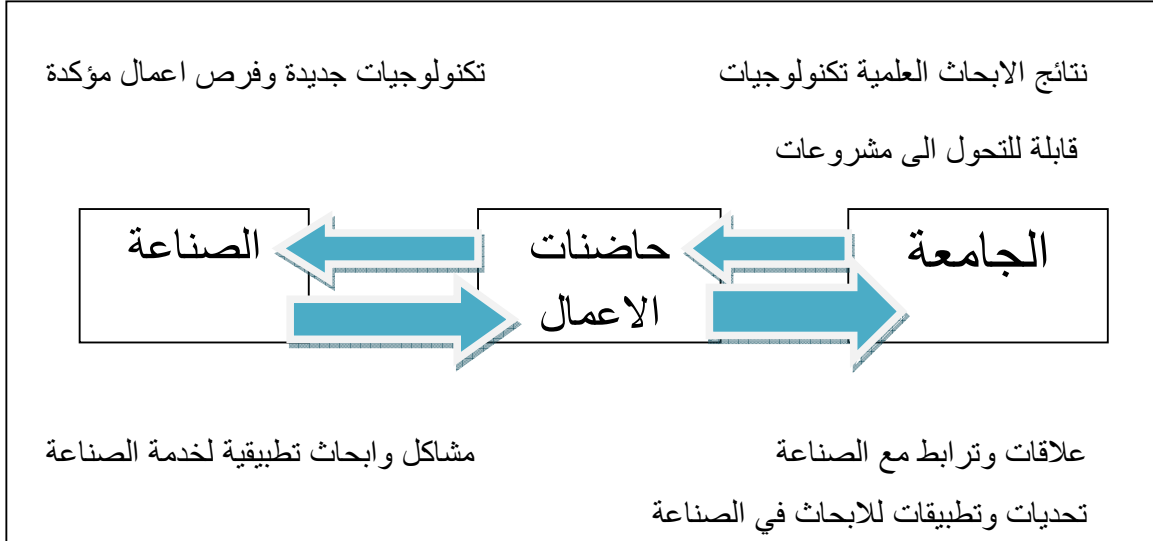 نتائج الابحاث العلمية تكنولوجيات
تكنولوجيات جديدة وفرص اعمال مؤكدة
قابلة للتحول الى مشروعات
الجامعة
حاضنات
الاعمال
الصناعة
علاقات وترابط مع الصناعة
مشاكل وابحاث تطبيقية لخدمة الصناعة
تحديات وتطبيقات للابحاث في الصناعة